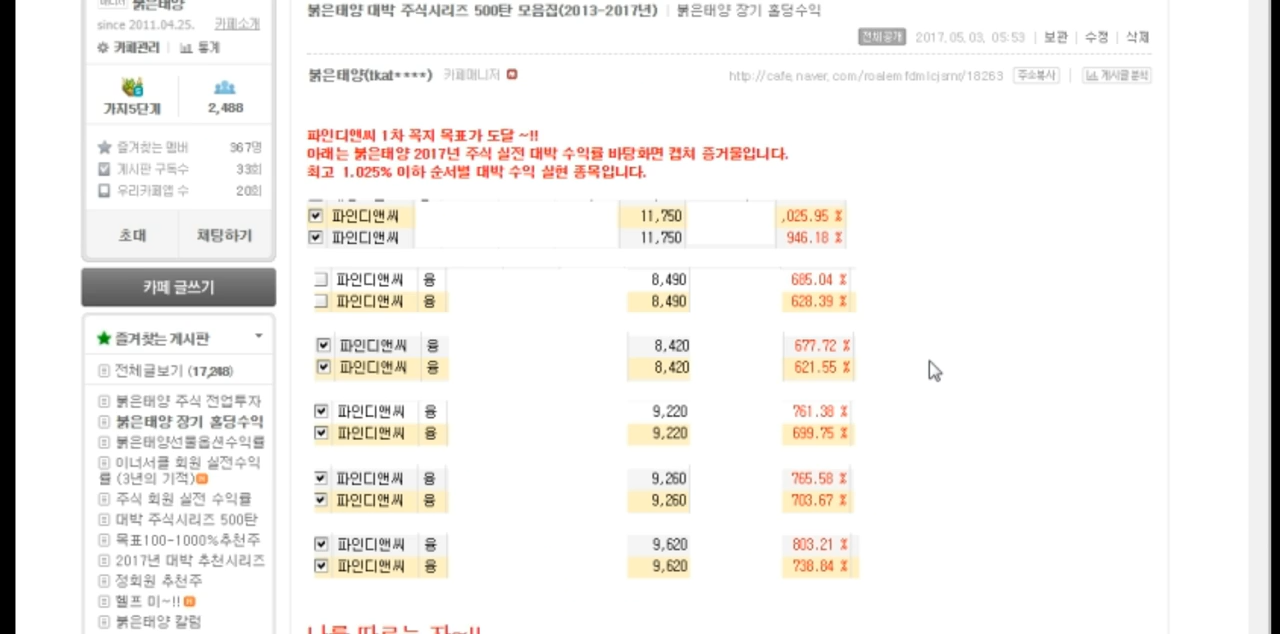 붉은태양
since 2011.04.25. 카페소개
카페관리 통계
가지5단계 2,488
즐겨찾는 멤버 367명
게시판 구독수 33회
우리카페앱 수 20회
초대 채팅하기
카페 글쓰기
즐겨찾는 게시판
전체글보기 (17,248)
붉은태양 주식 전업투자
붉은태양 장기 홀딩수익
붉은태양선물옵션수익률
이너서클 회원 실전수익
률 (3년의 기적)
주식 회원 실전 수익률
대박 주식시리즈 500탄
목표100-1000%추천주
2017년 대박 추천시리즈
정회원 추천주
헬프 미~!!
붉은태양 칼럼
붉은태양 대박 주식시리즈 500탄 모음집(2013-2017년) | 붉은태양 장기 홀딩수익
전체공개 2017.05.03. 05:53 | 보관 | 수정 | 삭제
붉은태양(tkat****) 카페매니저 http://cafe.naver.com/roalemfdmlcjsrn/18263 주소복사 | 게시글분석
파인디앤씨 1차 꼭지 목표가 도달 ~!!
아래는 붉은태양 2017년 주식 실전 대박 수익률 바탕화면 캡쳐 증거물입니다.
최고 1.025% 이하 순서별 대박 수익 실현 종목입니다.
파인디앤씨 11,750 ,025.95 %
파인디앤씨 11,750 946.18 %
파인디앤씨 융 8,490 685.04 %
파인디앤씨 융 8,490 628.39 %
파인디앤씨 융 8,420 677.72 %
파인디앤씨 융 8,420 621.55 %
파인디앤씨 융 9,220 761.38 %
파인디앤씨 융 9,220 699.75 %
파인디앤씨 융 9,260 765.58 %
파인디앤씨 융 9,260 703.67 %
파인디앤씨 융 9,620 803.21 %
파인디앤씨 융 9,620 738.84 %
나를 따르는 자~!!